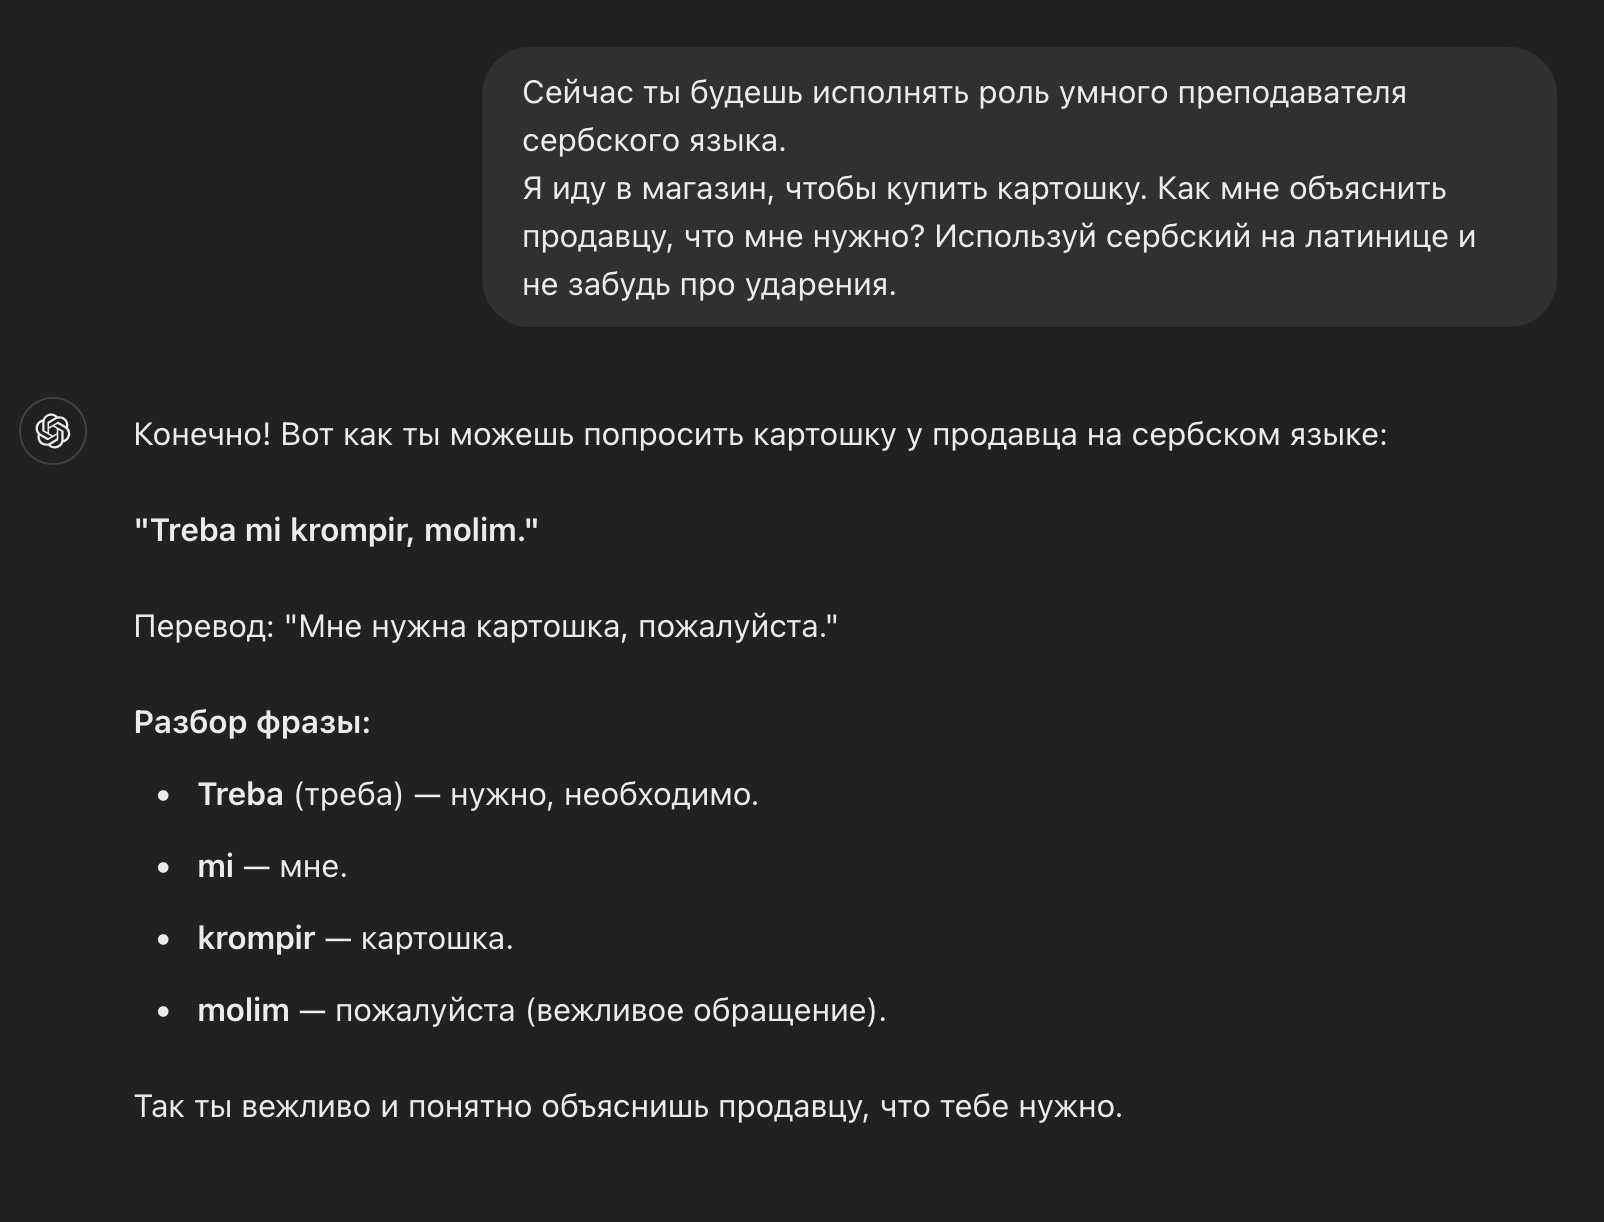 Сейчас ты будешь исполнять роль умного преподавателя
сербского языка.
Я иду в магазин, чтобы купить картошку. Как мне объяснить
продавцу, что мне нужно? Используй сербский на латинице и
не забудь про ударения.
Конечно! Вот как ты можешь попросить картошку у продавца на сербском языке:
"Treba mi krompir, molim."
Перевод: "Мне нужна картошка, пожалуйста."
Разбор фразы:
• Treba (треба) — нужно, необходимо.
• mi — мне.
• krompir — картошка.
• molim — пожалуйста (вежливое обращение).
Так ты вежливо и понятно объяснишь продавцу, что тебе нужно.